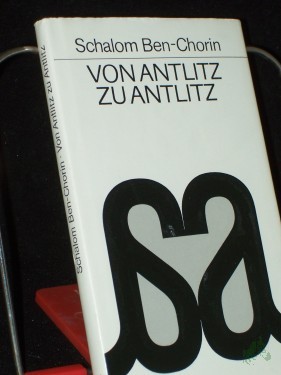 Schalom Ben-Chorin
VON ANTLITZ
ZU ANTLITZ
Schalom Ben-Chorin · Von Antlitz zu Antlitz